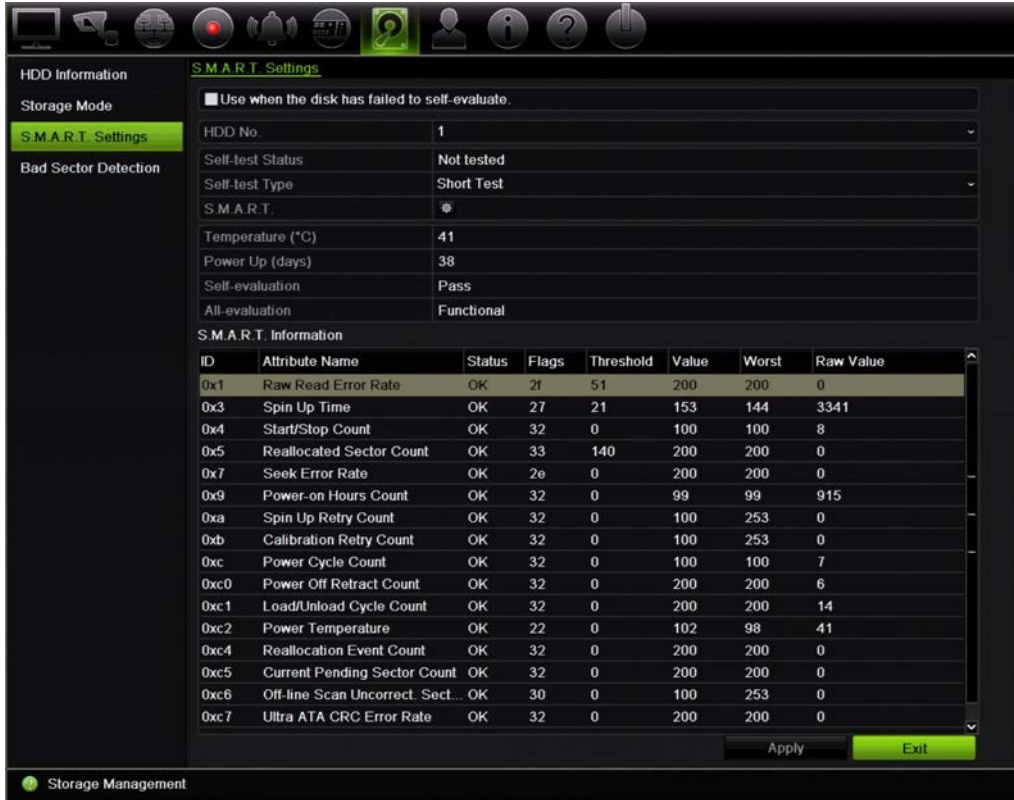 S.M.A.R.T. Settings
HDD Information
Storage Mode
S.M.A.R.T. Settings
Bad Sector Detection
Use when the disk has failed to self-evaluate.
HDD No. 1
Self-test Status Not tested
Self-test Type Short Test
S.M.A.R.T.
Temperature (°C) 41
Power Up (days) 38
Self-evaluation Pass
All-evaluation Functional
S.M.A.R.T. Information
ID Attribute Name Status Flags Threshold Value Worst Raw Value
0x1 Raw Read Error Rate OK 2f 51 200 200 0
0x3 Spin Up Time OK 27 21 153 144 3341
0x4 Start/Stop Count OK 32 0 100 100 8
0x5 Reallocated Sector Count OK 33 140 200 200 0
0x7 Seek Error Rate OK 2e 0 200 200 0
0x9 Power-on Hours Count OK 32 0 99 99 915
0xa Spin Up Retry Count OK 32 0 100 253 0
0xb Calibration Retry Count OK 32 0 100 253 0
0xc Power Cycle Count OK 32 0 100 100 7
0xc0 Power Off Retract Count OK 32 0 200 200 6
0xc1 Load/Unload Cycle Count OK 32 0 200 200 14
0xc2 Power Temperature OK 22 0 102 98 41
0xc4 Reallocation Event Count OK 32 0 200 200 0
0xc5 Current Pending Sector Count OK 32 0 200 200 0
0xc6 Off-line Scan Uncorrect. Sect... OK 30 0 100 253 0
0xc7 Ultra ATA CRC Error Rate OK 32 0 200 200 0
Apply Exit
Storage Management